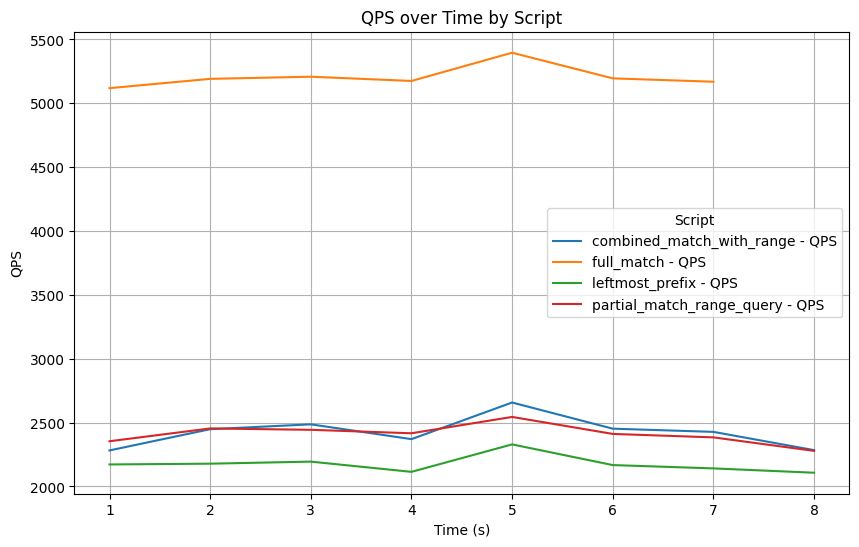 QPS over Time by Script
5500
5000
4500
4000
3500
3000
2500
2000
QPS
Script
combined_match_with_range - QPS
full_match - QPS
leftmost_prefix - QPS
partial_match_range_query - QPS
1 2 3 4 5 6 7 8
Time (s)